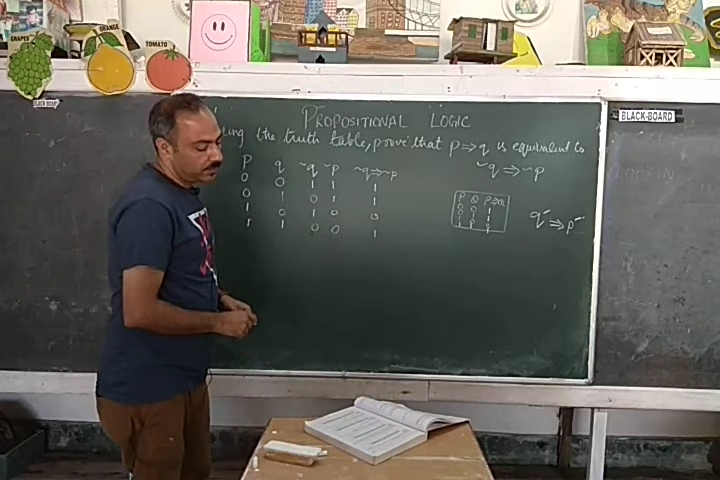 GRAPES
ORANGE
TOMATO
BLACK-BOARD
PROPOSITIONAL LOGIC
the truth table, prove that p ⇒ q is equivalent to
~q ⇒ ~p
P q ~q ~p ~q⇒~p
0 0 1 1 1
0 1 0 1 1
1 0 1 0 0
1 1 0 0 1
q' ⇒ p'